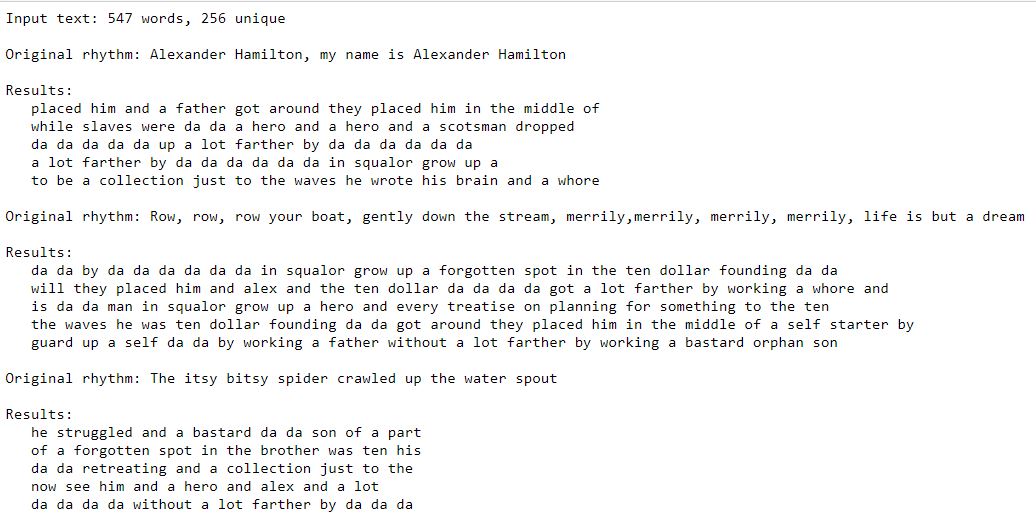 Input text: 547 words, 256 unique
Original rhythm: Alexander Hamilton, my name is Alexander Hamilton
Results:
placed him and a father got around they placed him in the middle of
while slaves were da da a hero and a hero and a scotsman dropped
da da da da da up a lot farther by da da da da da da
a lot farther by da da da da da da in squalor grow up a
to be a collection just to the waves he wrote his brain and a whore
Original rhythm: Row, row, row your boat, gently down the stream, merrily,merrily, merrily, merrily, life is but a dream
Results:
da da by da da da da da da in squalor grow up a forgotten spot in the ten dollar founding da da
will they placed him and alex and the ten dollar da da da da got a lot farther by working a whore and
is da da man in squalor grow up a hero and every treatise on planning for something to the ten
the waves he was ten dollar founding da da got around they placed him in the middle of a self starter by
guard up a self da da by working a father without a lot farther by working a bastard orphan son
Original rhythm: The itsy bitsy spider crawled up the water spout
Results:
he struggled and a bastard da da son of a part
of a forgotten spot in the brother was ten his
da da retreating and a collection just to the
now see him and a hero and alex and a lot
da da da da without a lot farther by da da da